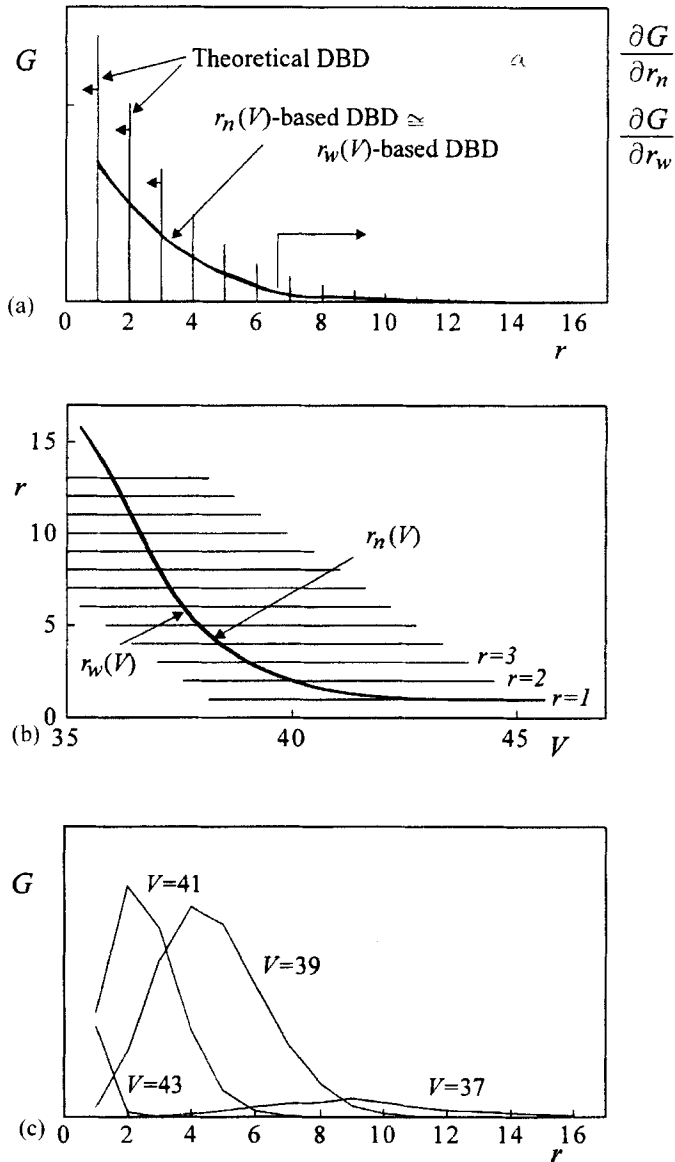 G
Theoretical DBD
r_n(V)-based DBD ≅
r_w(V)-based DBD
a
∂G
∂r_n
∂G
∂r_w
(a)
0 2 4 6 8 10 12 14 16
r
15
r
10
5
0
r_n(V)
r_w(V)
r=3
r=2
r=1
(b)
35 40 45
V
G
V=41
V=39
V=43
V=37
(c)
0 2 4 6 8 10 12 14 16
r